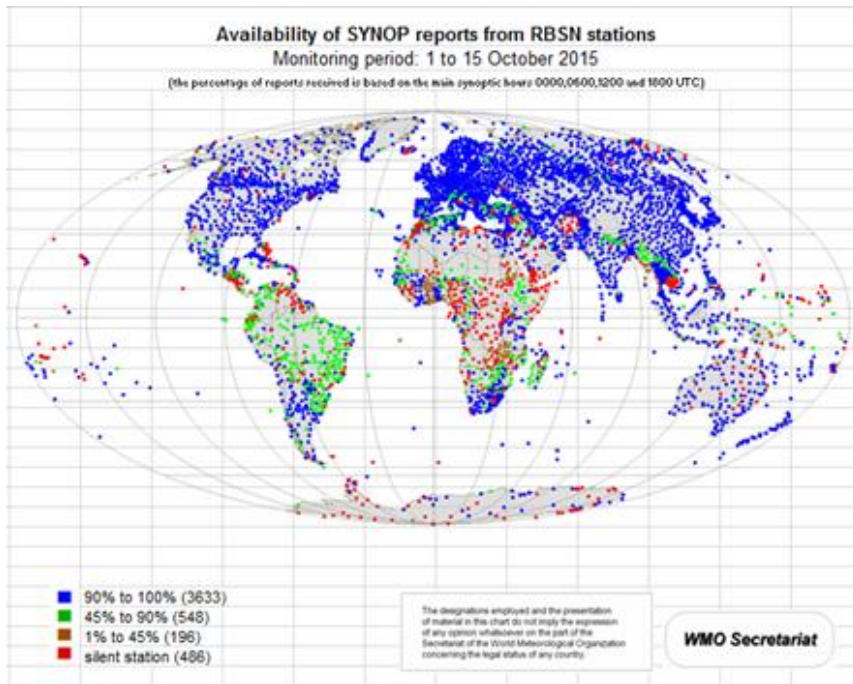 Availability of SYNOP reports from RBSN stations
Monitoring period: 1 to 15 October 2015
(the percentage of reports received is based on the main synoptic hours 0000,0600,1200 und 1800 UTC)
90% to 100% (3633)
45% to 90% (548)
1% to 45% (196)
silent station (486)
The designations employed and the presentation
of material in this chart do not imply the expression
of any opinion whatsoever on the part of the
Secretariat of the World Meteorological Organization
concerning the legal status of any country.
WMO Secretariat